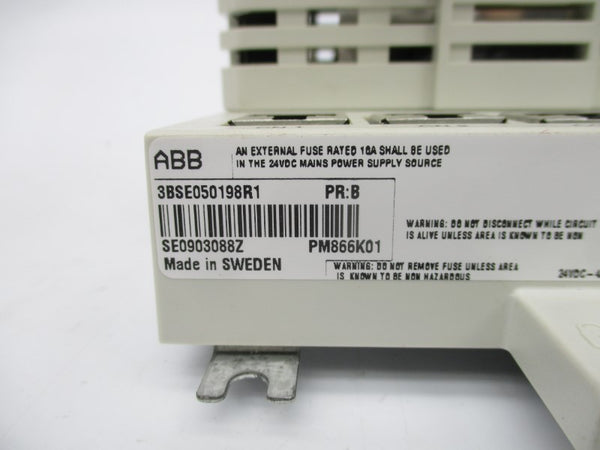 ABB
AN EXTERNAL FUSE RATED 10A SHALL BE USED
IN THE 24VDC MAINS POWER SUPPLY SOURCE
3BSE050198R1 PR:B
SE0903088Z PM866K01
Made in SWEDEN
WARNING: DO NOT DISCONNECT WHILE CIRCUIT
IS ALIVE UNLESS AREA IS KNOWN TO BE NON
WARNING: DO NOT REMOVE FUSE UNLESS AREA
IS KNOWN TO BE NON HAZARDOUS
24VDC